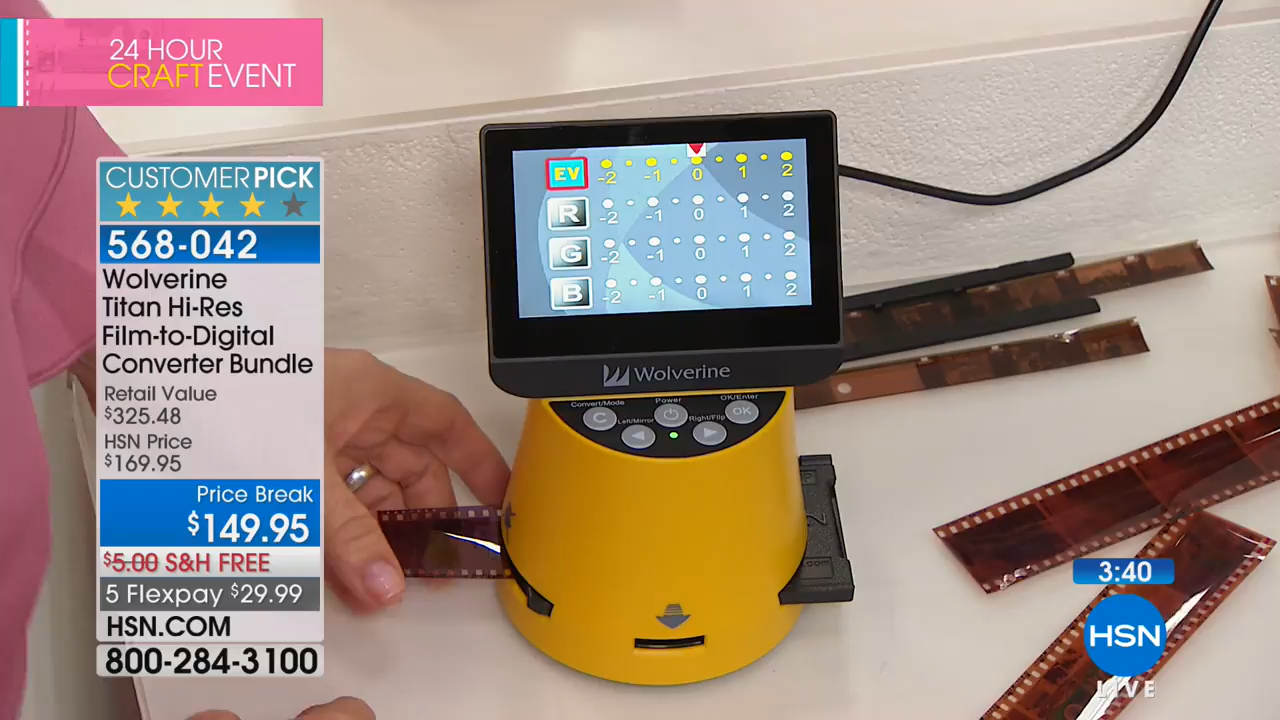 24 HOUR
CRAFT EVENT
CUSTOMER PICK
568-042
Wolverine
Titan Hi-Res
Film-to-Digital
Converter Bundle
Retail Value
$325.48
HSN Price
$169.95
Price Break
$149.95
$5.00 S&H FREE
5 Flexpay $29.99
HSN.COM
800-284-3100
EV -2 -1 0 1 2
R -2 -1 0 1 2
G -2 -1 0 1 2
B -2 -1 0 1 2
Wolverine
Convert/Mode Power OK/Enter
C OK
Left/Mirror Right/Flip
2
3:40
HSN
LIVE